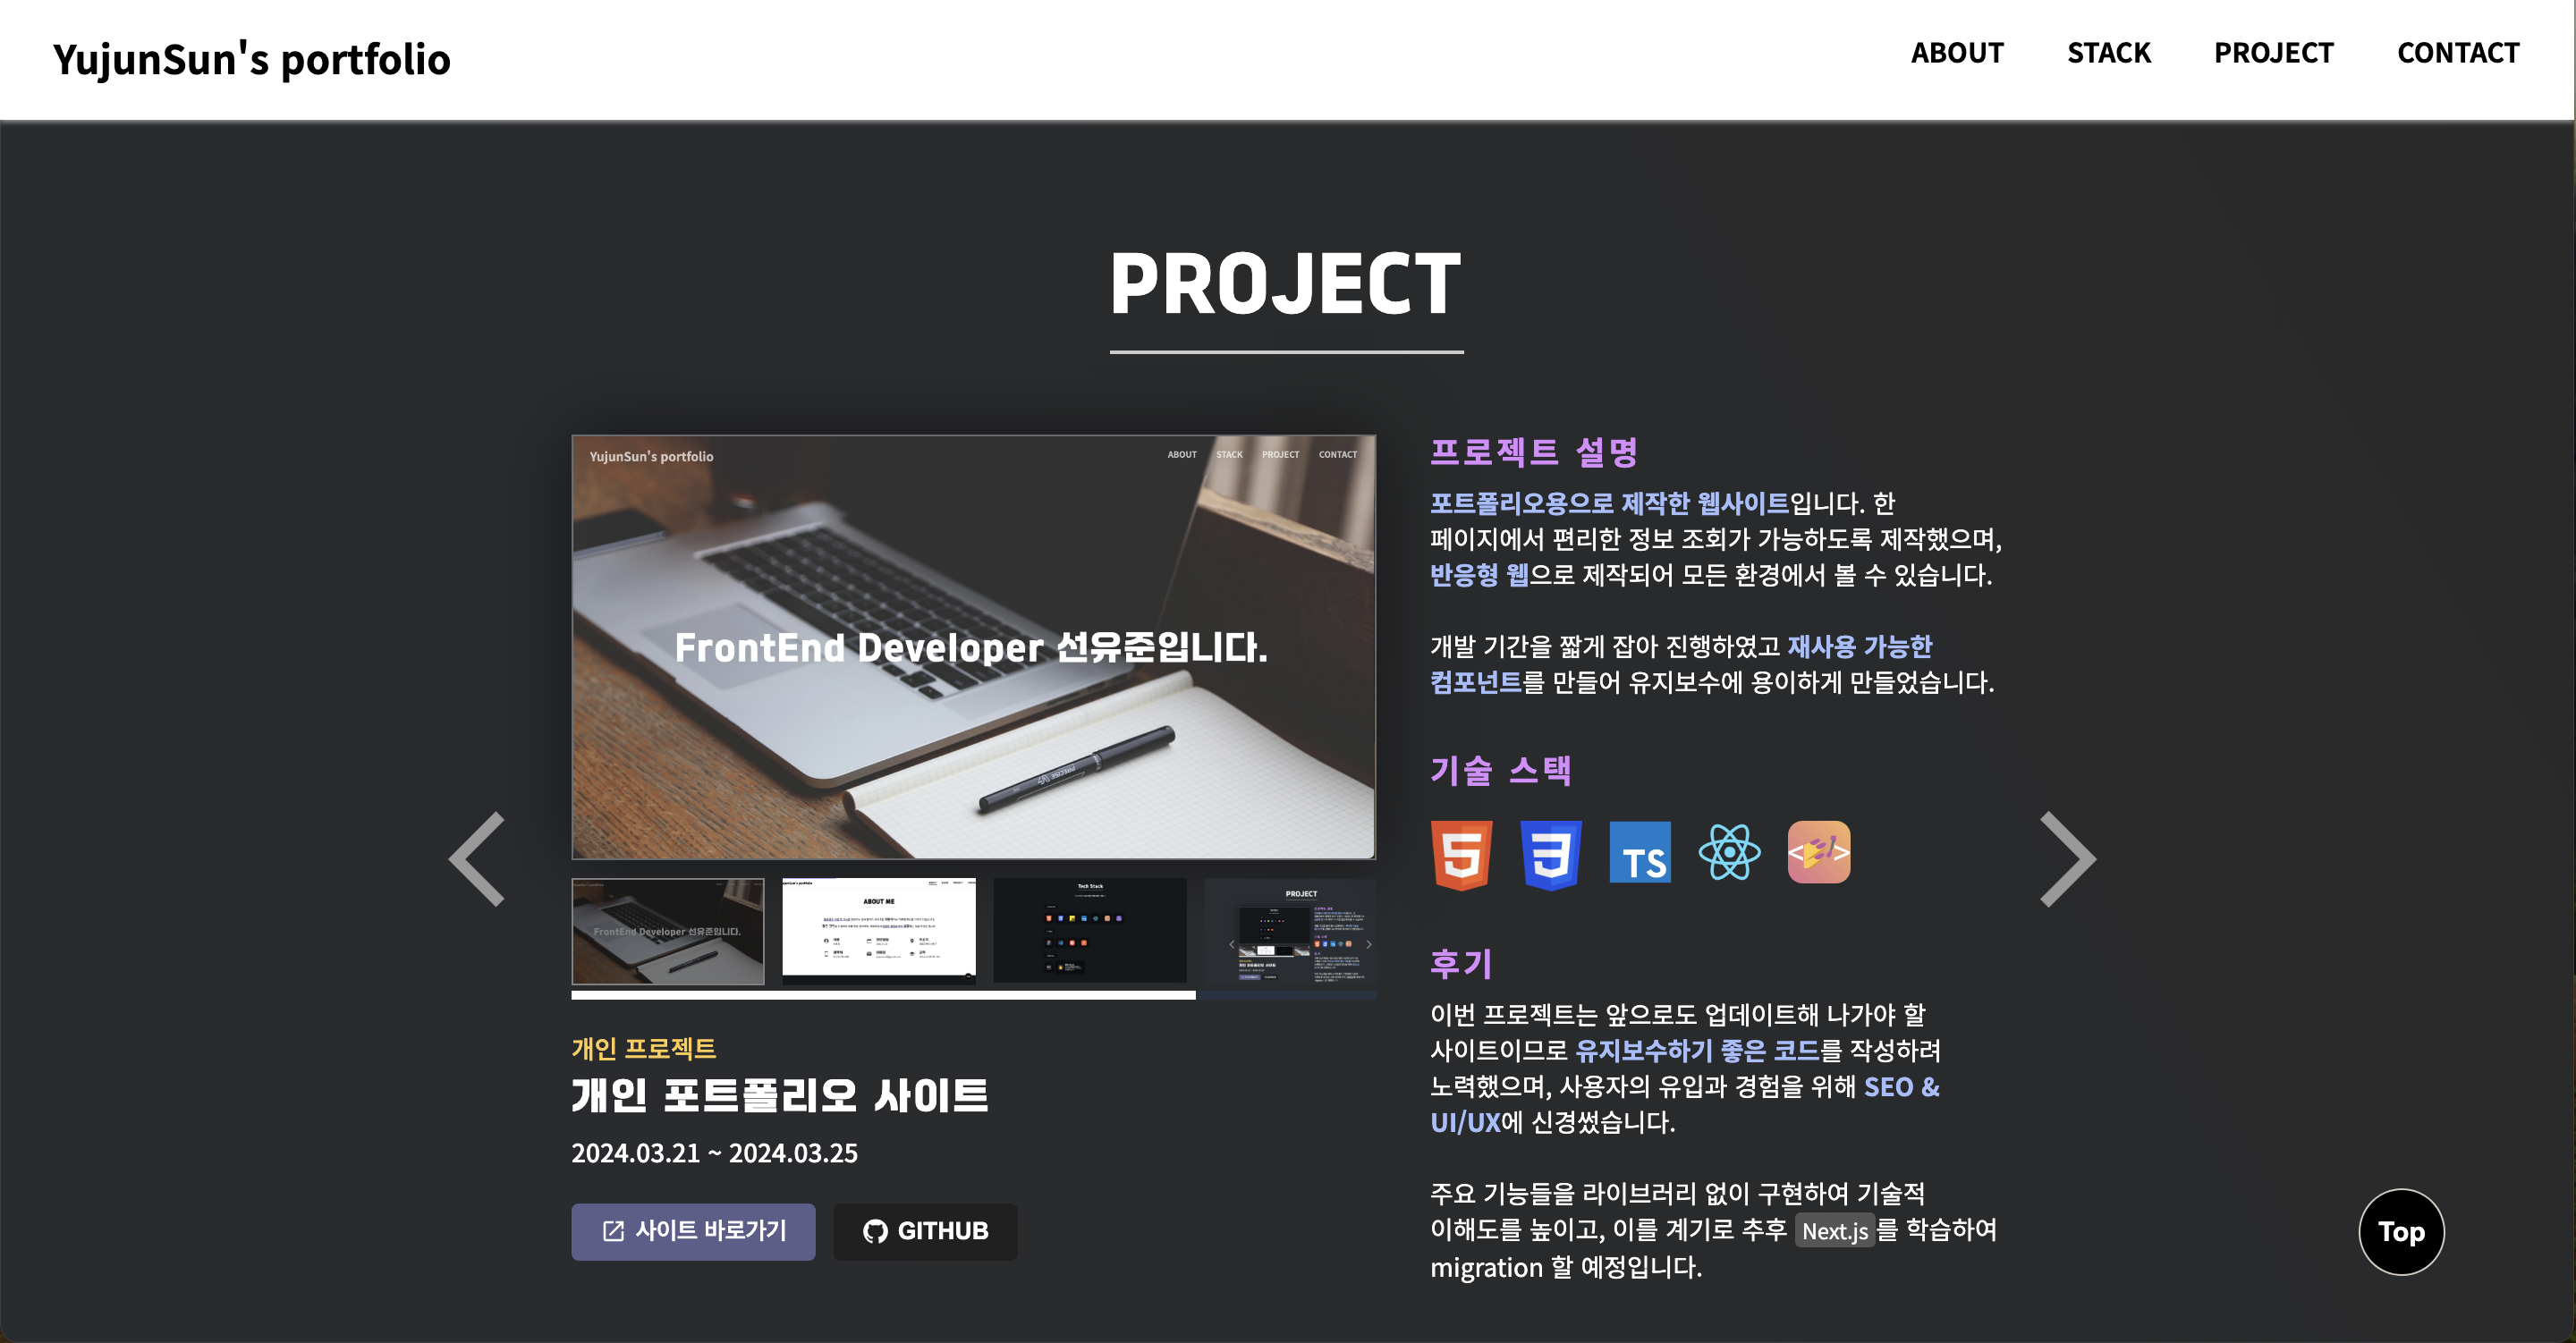 YujunSun's portfolio
ABOUT STACK PROJECT CONTACT
PROJECT
YujunSun's portfolio
ABOUT STACK PROJECT CONTACT
FrontEnd Developer 선유준입니다.
FrontEnd Developer 선유준입니다.
ABOUT ME
Tech Stack
PROJECT
개인 프로젝트
개인 포트폴리오 사이트
2024.03.21 ~ 2024.03.25
사이트 바로가기
GITHUB
프로젝트 설명
포트폴리오용으로 제작한 웹사이트입니다. 한
페이지에서 편리한 정보 조회가 가능하도록 제작했으며,
반응형 웹으로 제작되어 모든 환경에서 볼 수 있습니다.
개발 기간을 짧게 잡아 진행하였고 재사용 가능한
컴포넌트를 만들어 유지보수에 용이하게 만들었습니다.
기술 스택
TS
후기
이번 프로젝트는 앞으로도 업데이트해 나가야 할
사이트이므로 유지보수하기 좋은 코드를 작성하려
노력했으며, 사용자의 유입과 경험을 위해 SEO &
UI/UX에 신경썼습니다.
주요 기능들을 라이브러리 없이 구현하여 기술적
이해도를 높이고, 이를 계기로 추후 Next.js를 학습하여
migration 할 예정입니다.
Top